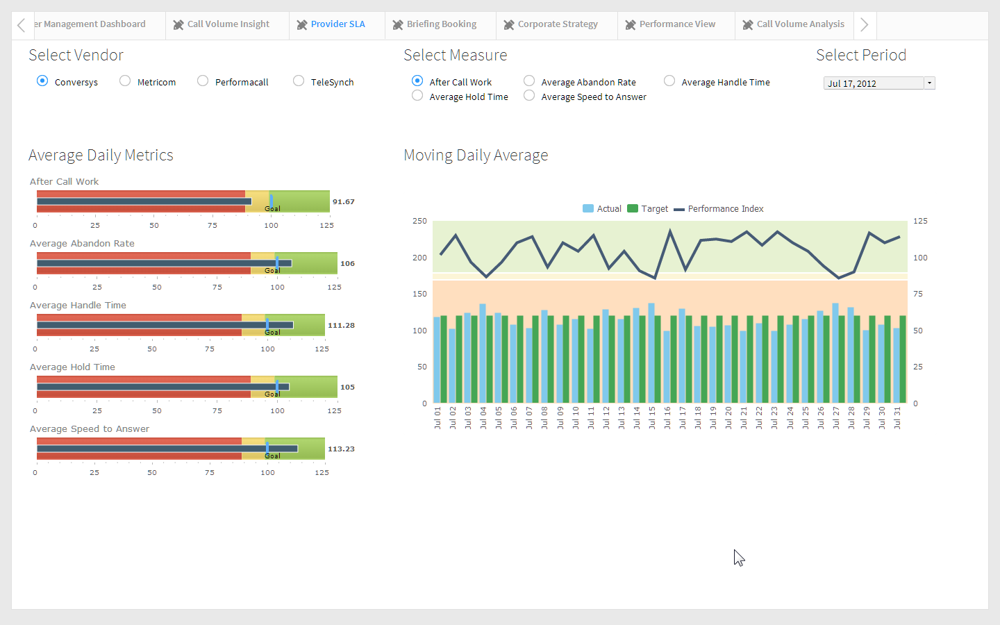 er Management Dashboard Call Volume Insight Provider SLA Briefing Booking Corporate Strategy Performance View Call Volume Analysis
Select Vendor Select Measure Select Period
Conversys Metricom Performacall TeleSynch After Call Work Average Abandon Rate Average Handle Time Jul 17, 2012
Average Hold Time Average Speed to Answer
Average Daily Metrics Moving Daily Average
After Call Work
Goal 91.67
0 25 50 75 100 125
Average Abandon Rate
Goal 106
0 25 50 75 100 125
Average Handle Time
Goal 111.28
0 25 50 75 100 125
Average Hold Time
Goal 105
0 25 50 75 100 125
Average Speed to Answer
Goal 113.23
0 25 50 75 100 125
Actual Target Performance Index
250 125
200 100
150 75
100 50
50 25
0 0
Jul 01 Jul 02 Jul 03 Jul 04 Jul 05 Jul 06 Jul 07 Jul 08 Jul 09 Jul 10 Jul 11 Jul 12 Jul 13 Jul 14 Jul 15 Jul 16 Jul 17 Jul 18 Jul 19 Jul 20 Jul 21 Jul 22 Jul 23 Jul 24 Jul 25 Jul 26 Jul 27 Jul 28 Jul 29 Jul 30 Jul 31